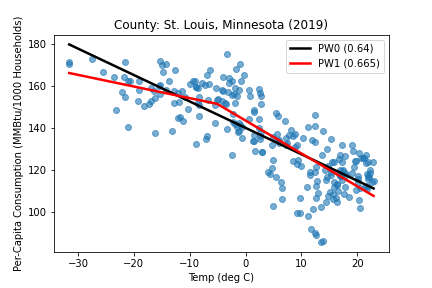 County: St. Louis, Minnesota (2019)
Per-Capita Consumption (MMBtu/1000 Households)
180
160
140
120
100
PW0 (0.64)
PW1 (0.665)
−30
−20
−10
0
10
20
Temp (deg C)